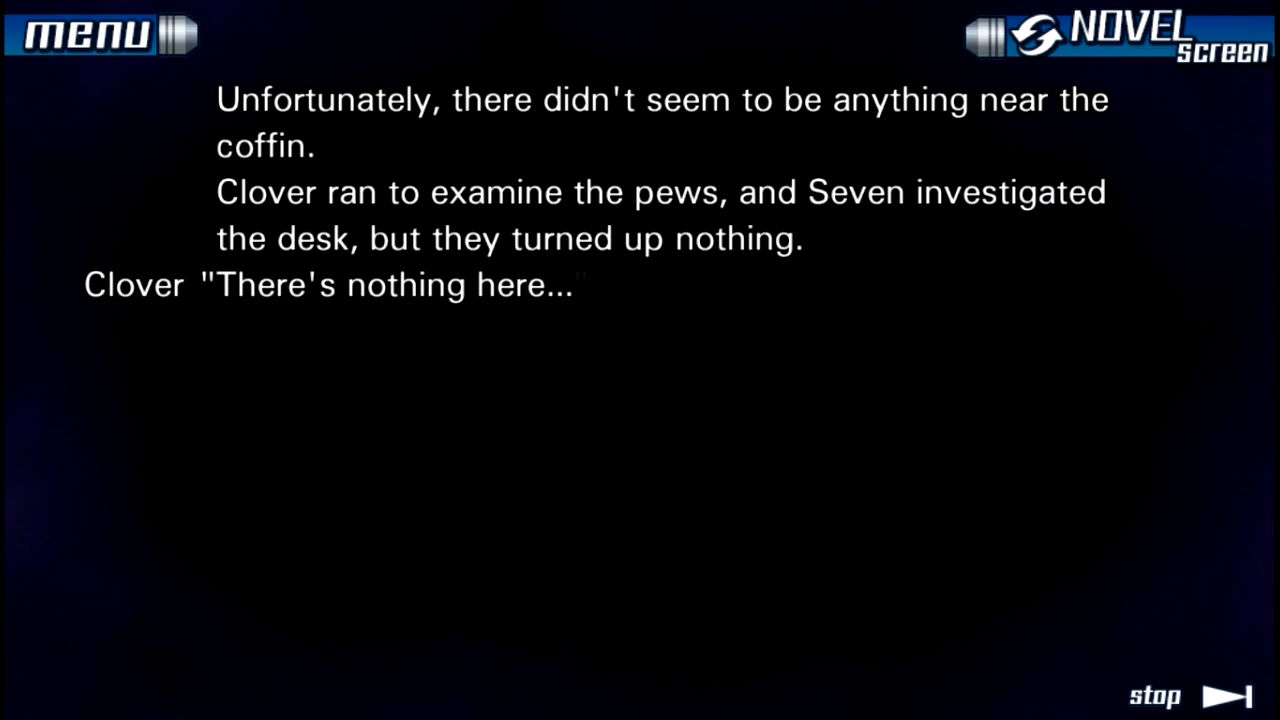 menu
NOVEL
screen
Unfortunately, there didn't seem to be anything near the
coffin.
Clover ran to examine the pews, and Seven investigated
the desk, but they turned up nothing.
Clover "There's nothing here..."
stop